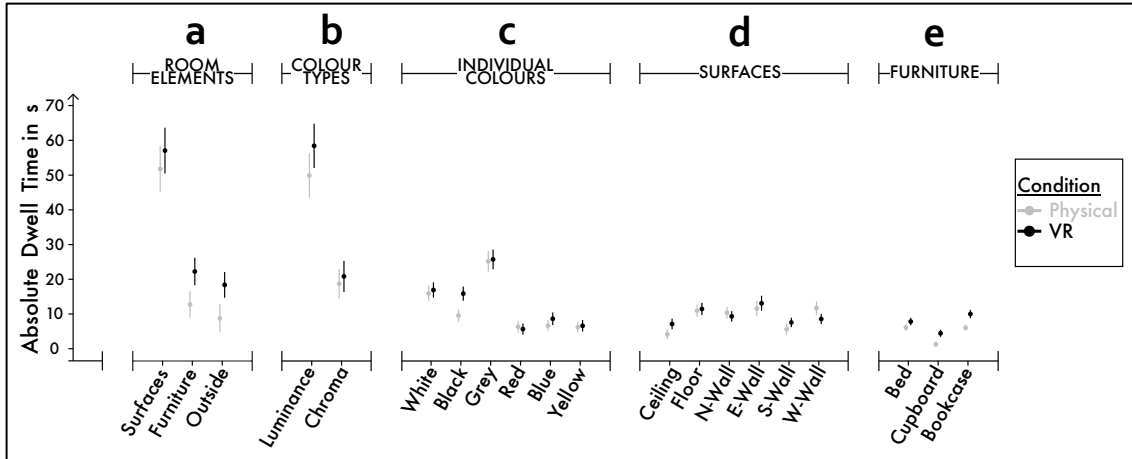 a b c d e
ROOM ELEMENTS
COLOUR TYPES
INDIVIDUAL COLOURS
SURFACES
FURNITURE
Absolute Dwell Time in s
70
60
50
40
30
20
10
0
Condition
Physical
VR
Surfaces
Furniture
Outside
Luminance
Chroma
White
Black
Grey
Red
Blue
Yellow
Ceiling
Floor
N-Wall
E-Wall
S-Wall
W-Wall
Bed
Cupboard
Bookcase